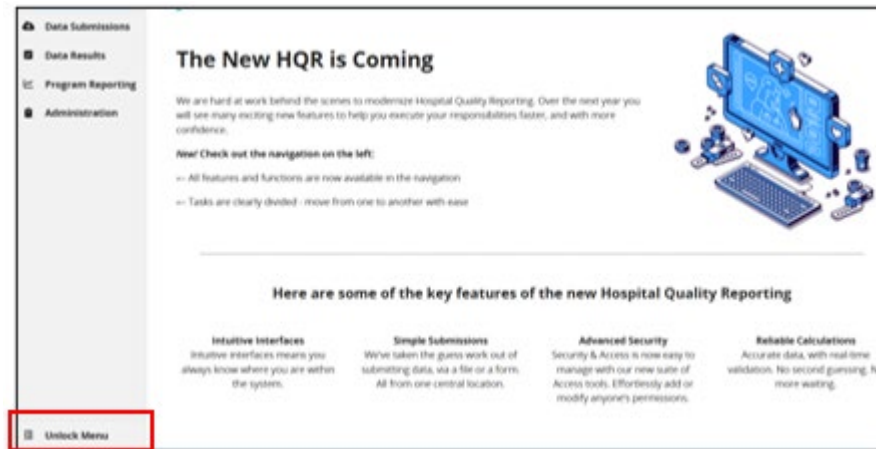 Data Submissions
Data Results
Program Reporting
Administration
The New HQR is Coming
We are hard at work behind the scenes to modernize Hospital Quality Reporting. Over the next year you
will see many exciting new features to help you execute your responsibilities faster, and with more
confidence.
New! Check out the navigation on the left:
— All features and functions are now available in the navigation
— Tasks are clearly divided - move from one to another with ease
Here are some of the key features of the new Hospital Quality Reporting
Intuitive Interfaces
Intuitive interfaces means you
always know where you are within
the system.
Simple Submissions
We've taken the guess work out of
submitting data, via a file or a form.
All from one central location.
Advanced Security
Security & Access is now easy to
manage with our new suite of
Access tools. Effortlessly add or
modify anyone's permissions.
Reliable Calculations
Accurate data, with real-time
validation. No second guessing.
more waiting.
Unlock Menu